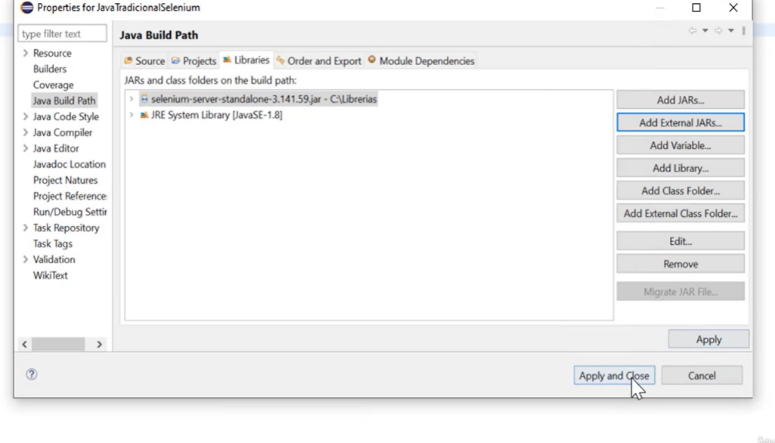 Properties for JavaTradicionalSelenium
type filter text
Resource
Builders
Coverage
Java Build Path
Java Code Style
Java Compiler
Java Editor
Javadoc Location
Project Natures
Project Reference
Run/Debug Settir
Task Repository
Task Tags
Validation
WikiText
Java Build Path
Source Projects Libraries Order and Export Module Dependencies
JARs and class folders on the build path:
selenium-server-standalone-3.141.59.jar - C:\Librerias
JRE System Library [JavaSE-1.8]
Add JARs...
Add External JARs...
Add Variable...
Add Library...
Add Class Folder...
Add External Class Folder...
Edit...
Remove
Migrate JAR File...
Apply
Apply and Close
Cancel